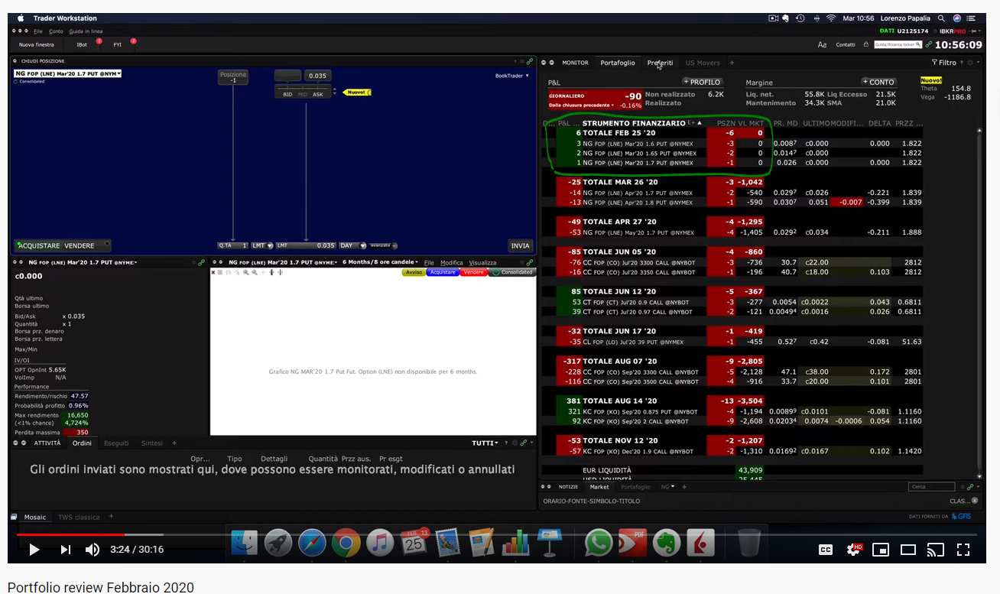 Trader Workstation
Mar 10:56 Lorenzo Papalia
File Conto Guida in linea
DATI U2125174 IBKRPRO
Nuova finestra IBot 1 FYI 2
Aa Contatti Guida/Ricerca ticker 10:56:09
CHIUDI POSIZIONE
NG FOP (LNE) Mar'20 1.7 PUT @NYM
Consolidated
Posizione
-1
0.035
BID MID ASK
Nuovo!
BookTrader
ACQUISTARE VENDERE
Q.TÀ 1 LMT LMT 0.035 DAY avanzate + INVIA
NG FOP (LNE) Mar'20 1.7 PUT @NYME:
c0.000
Qtà ultimo
Borsa ultimo
Bid/Ask x 0.035
Quantità x 1
Borsa prz. denaro
Borsa prz. lettera
Max/Min
IV/OI
OPT OpnInt 5.65K
VolImp N/A
Performance
Rendimento/rischio 47.57
Probabilità profitto 0.96%
Max rendimento 16,650
(<1% chance) 4,724%
Perdita massima 350
NG FOP (LNE) Mar'20 1.7 PUT @NYME: 6 Months/8 ore candele File Modifica Visualizza
Avviso Acquistare Vendere Consolidated
Grafico NG MAR'20 1.7 Put Fut. Option (LNE) non disponibile per 6 months.
ATTIVITÀ Ordini Eseguiti Sintesi + TUTTI
Opr... Tipo Dettagli Quantità Przz aus. Pr esgt
Gli ordini inviati sono mostrati qui, dove possono essere monitorati, modificati o annullati
MONITOR Portafoglio Preferiti US Movers + Filtro ?
P&L + PROFILO
GIORNALIERO -90
Dalla chiusura precedente -0.16%
Non realizzato 6.2K
Realizzato
Margine + CONTO
Liq. net. 55.8K Liq Eccesso 21.5K
Mantenimento 34.3K SMA 21.0K
Nuovo!
Theta 154.8
Vega -1186.8
D... P&L ... STRUMENTO FINANZIARIO E+ PSZN VL MKT PR. MD ULTIMO MODIFI... DELTA PRZZ ...
6 TOTALE FEB 25 '20 -6 0
3 NG FOP (LNE) Mar'20 1.6 PUT @NYMEX -3 0 0.0087 c0.000 0.000 1.822
2 NG FOP (LNE) Mar'20 1.65 PUT @NYMEX -2 0 0.0147 c0.000 1.822
1 NG FOP (LNE) Mar'20 1.7 PUT @NYMEX -1 0 0.026 c0.000 0.000 1.822
-25 TOTALE MAR 26 '20 -3 -1,042
-14 NG FOP (LNE) Apr'20 1.7 PUT @NYMEX -2 -540 0.0297 c0.026 -0.221 1.839
-13 NG FOP (LNE) Apr'20 1.8 PUT @NYMEX -1 -590 0.0307 0.051 -0.007 -0.399 1.839
-49 TOTALE APR 27 '20 -4 -1,295
-53 NG FOP (LNE) May'20 1.7 PUT @NYMEX -4 -1,405 0.0292 c0.034 -0.211 1.888
-85 TOTALE JUN 05 '20 -4 -860
-76 CC FOP (CO) Jul'20 3300 CALL @NYBOT -3 -736 30.7 c22.00 2812
-16 CC FOP (CO) Jul'20 3350 CALL @NYBOT -1 -196 40.7 c18.00 0.103 2812
85 TOTALE JUN 12 '20 -5 -367
53 CT FOP (CT) Jul'20 0.9 CALL @NYBOT -3 -277 0.0054 c0.0022 0.043 0.6811
39 CT FOP (CT) Jul'20 0.97 CALL @NYBOT -2 -121 0.00494 c0.0016 0.026 0.6811
-32 TOTALE JUN 17 '20 -1 -419
-35 CL FOP (LO) Jul'20 39 PUT @NYMEX -1 -455 0.527 c0.42 -0.081 51.63
-317 TOTALE AUG 07 '20 -9 -2,805
-228 CC FOP (CO) Sep'20 3300 CALL @NYBOT -5 -2,128 47.1 c38.00 0.172 2801
-116 CC FOP (CO) Sep'20 3500 CALL @NYBOT -4 -916 33.7 c20.00 0.101 2801
381 TOTALE AUG 14 '20 -13 -3,504
321 KC FOP (KO) Sep'20 0.875 PUT @NYBOT -4 -1,194 0.00899 c0.0101 -0.081 1.1160
92 KC FOP (KO) Sep'20 2 CALL @NYBOT -9 -2,608 0.02034 0.0074 -0.0006 0.054 1.1160
-53 TOTALE NOV 12 '20 -2 -1,207
-57 KC FOP (KO) Dec'20 1.9 CALL @NYBOT -2 -1,310 0.01692 c0.0167 0.102 1.1420
EUR LIQUIDITÀ 43,909
USD LIQUIDITÀ 25,445
NOTIZIE Market Portafoglio NG + Cerca
ORARIO-FONTE-SIMBOLO-TITOLO CLAS...
Mosaic TWS classica +
DATI FORNITI DA GFIS
FEB 13
25
PDF
3:24 / 30:16
CC HD
Portfolio review Febbraio 2020